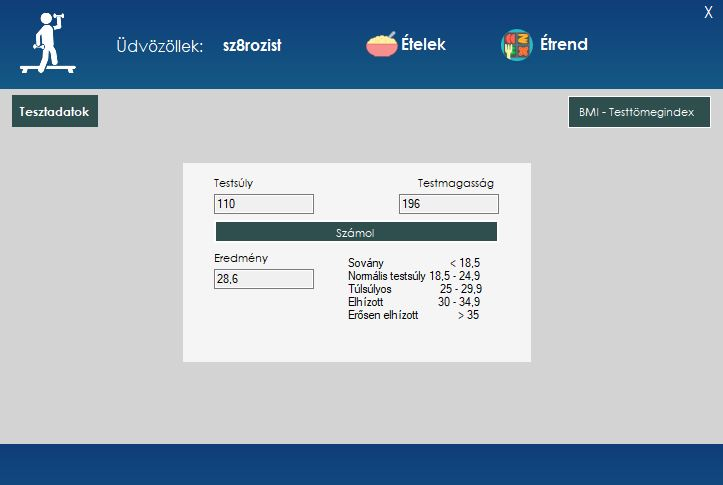 X
Üdvözöllek: sz8rozist Ételek Étrend
Tesztadatok BMI - Testtömegindex
Testsúly Testmagasság
110 196
Számol
Eredmény
28,6
Sovány < 18,5
Normális testsúly 18,5 - 24,9
Túlsúlyos 25 - 29,9
Elhízott 30 - 34,9
Erősen elhízott > 35